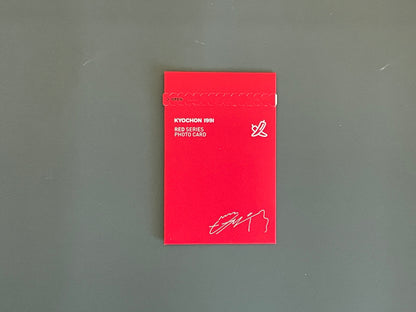 KYOCHON 1991
RED SERIES
PHOTO CARD